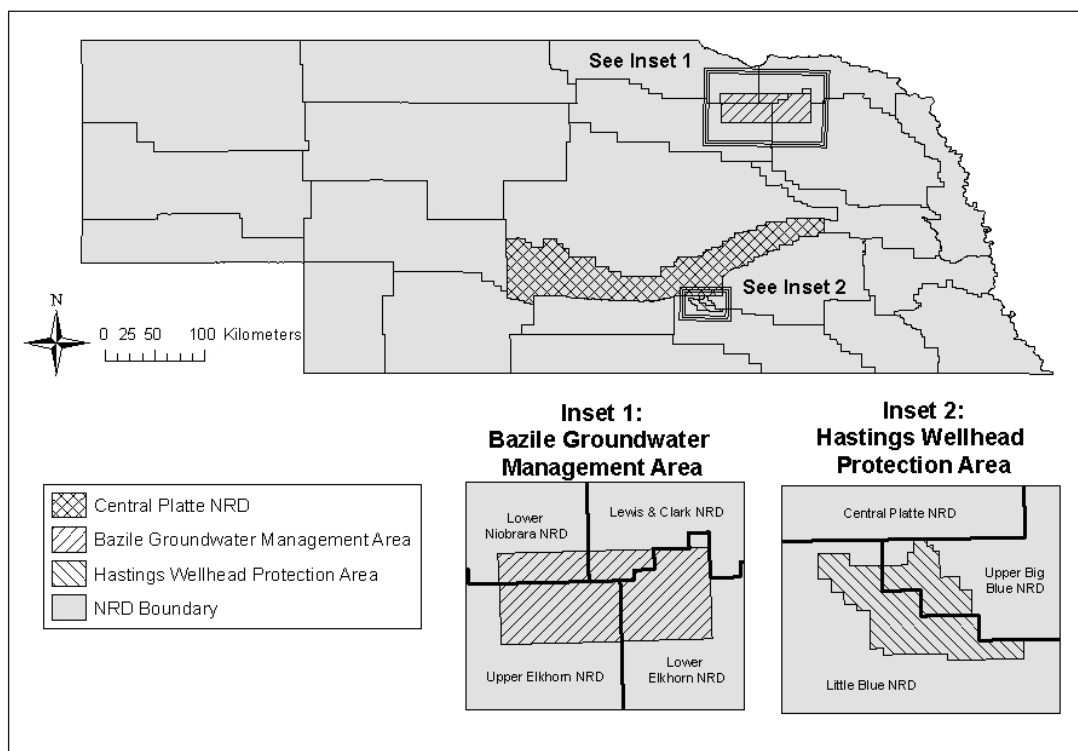 See Inset 1
See Inset 2
N
0 25 50 100 Kilometers
Central Platte NRD
Bazile Groundwater Management Area
Hastings Wellhead Protection Area
NRD Boundary
Inset 1:
Bazile Groundwater
Management Area
Lower
Niobrara NRD
Lewis & Clark NRD
Upper Elkhorn NRD
Lower
Elkhorn NRD
Inset 2:
Hastings Wellhead
Protection Area
Central Platte NRD
Upper Big
Blue NRD
Little Blue NRD